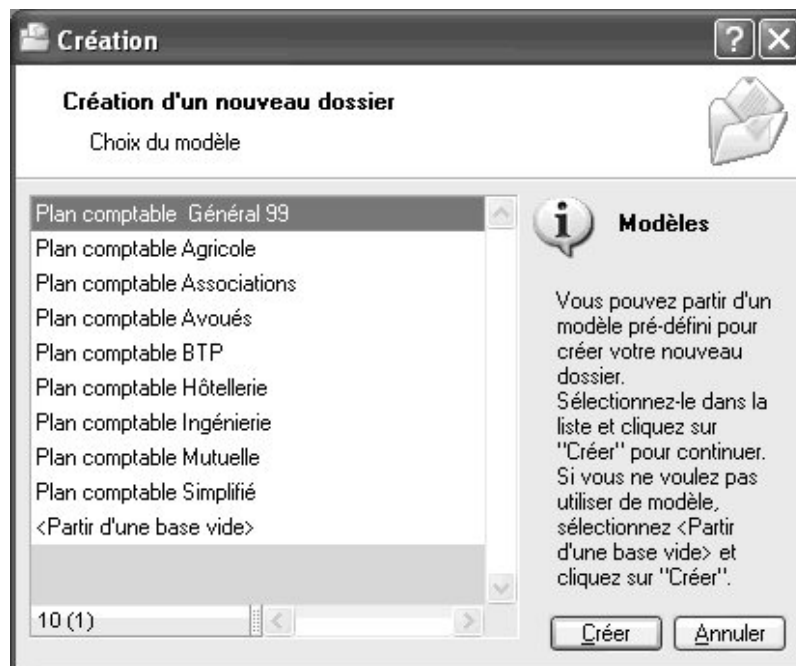 Création
Création d'un nouveau dossier
Choix du modèle
Plan comptable  Général 99
Plan comptable Agricole
Plan comptable Associations
Plan comptable Avoués
Plan comptable BTP
Plan comptable Hôtellerie
Plan comptable Ingénierie
Plan comptable Mutuelle
Plan comptable Simplifié
<Partir d'une base vide>
10 (1)
Modèles
Vous pouvez partir d'un
modèle pré-défini pour
créer votre nouveau
dossier.
Sélectionnez-le dans la
liste et cliquez sur
"Créer" pour continuer.
Si vous ne voulez pas
utiliser de modèle,
sélectionnez <Partir
d'une base vide> et
cliquez sur "Créer".
Créer
Annuler